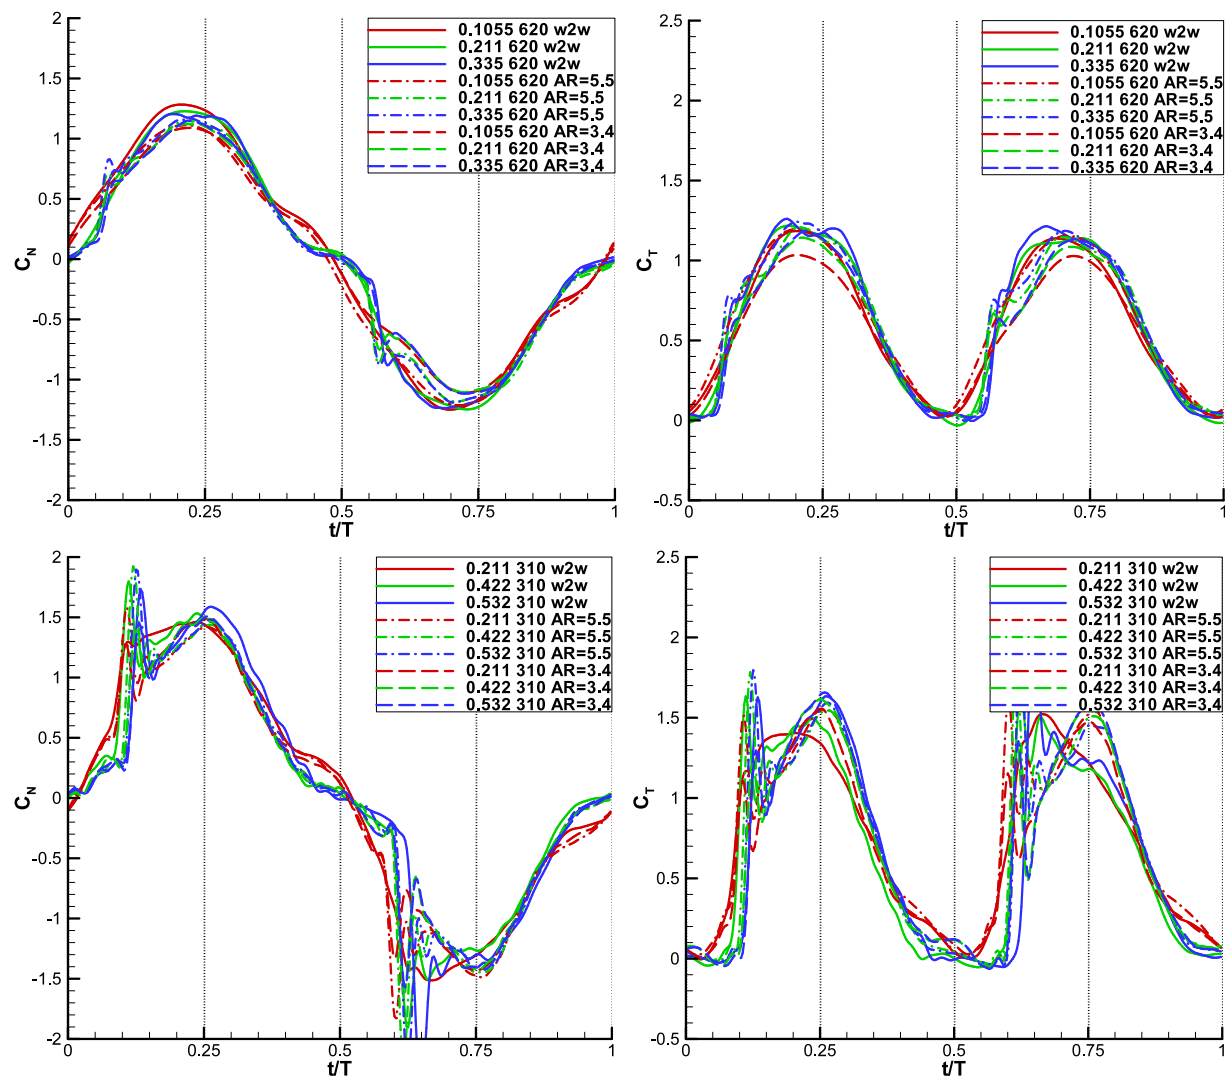 2
1.5
1
0.5
0
-0.5
-1
-1.5
-2
C_N
0
0.25
0.5
0.75
1
t/T
0.1055 620 w2w
0.211 620 w2w
0.335 620 w2w
0.1055 620 AR=5.5
0.211 620 AR=5.5
0.335 620 AR=5.5
0.1055 620 AR=3.4
0.211 620 AR=3.4
0.335 620 AR=3.4
2.5
2
1.5
1
0.5
0
-0.5
C_T
0
0.25
0.5
0.75
1
t/T
0.1055 620 w2w
0.211 620 w2w
0.335 620 w2w
0.1055 620 AR=5.5
0.211 620 AR=5.5
0.335 620 AR=5.5
0.1055 620 AR=3.4
0.211 620 AR=3.4
0.335 620 AR=3.4
2
1.5
1
0.5
0
-0.5
-1
-1.5
-2
C_N
0
0.25
0.5
0.75
1
t/T
0.211 310 w2w
0.422 310 w2w
0.532 310 w2w
0.211 310 AR=5.5
0.422 310 AR=5.5
0.532 310 AR=5.5
0.211 310 AR=3.4
0.422 310 AR=3.4
0.532 310 AR=3.4
2.5
2
1.5
1
0.5
0
-0.5
C_T
0
0.25
0.5
0.75
1
t/T
0.211 310 w2w
0.422 310 w2w
0.532 310 w2w
0.211 310 AR=5.5
0.422 310 AR=5.5
0.532 310 AR=5.5
0.211 310 AR=3.4
0.422 310 AR=3.4
0.532 310 AR=3.4